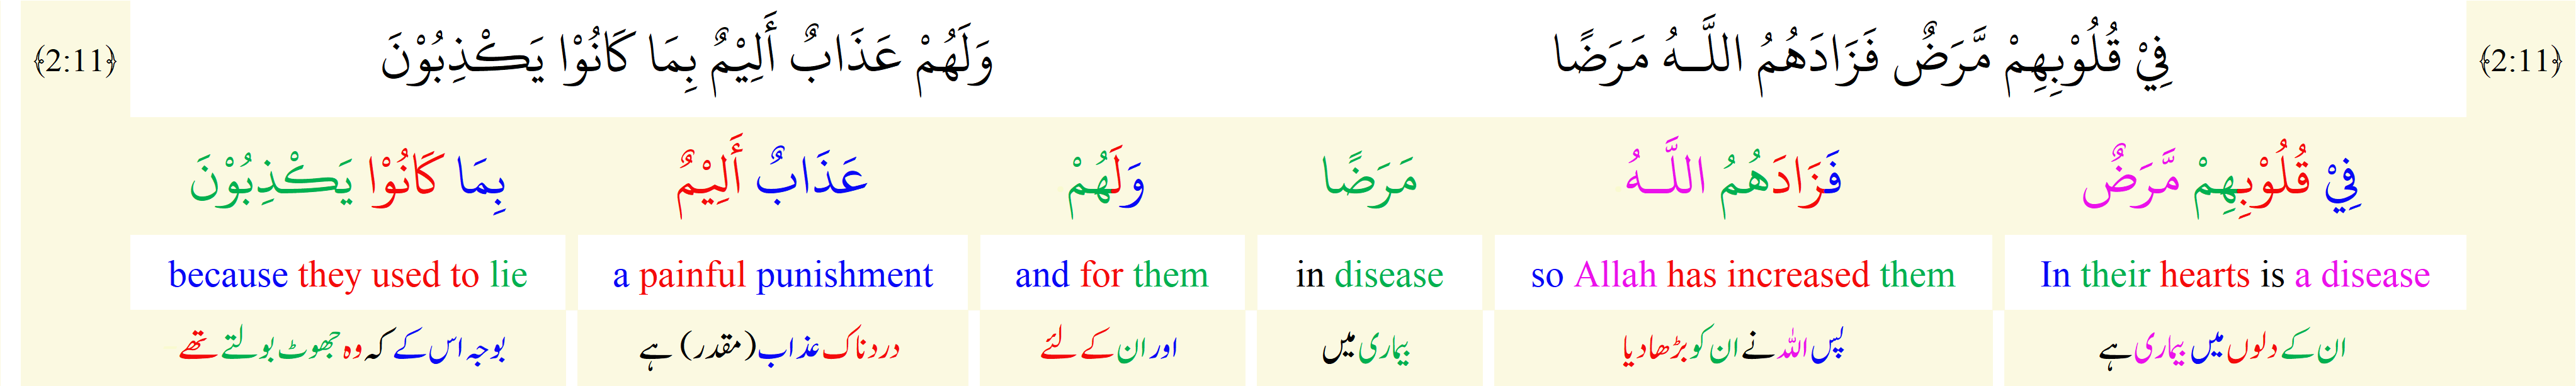 ﴾2:11﴿ فِيْ قُلُوْبِهِمْ مَّرَضٌ فَزَادَهُمُ اللَّـهُ مَرَضًا وَلَهُمْ عَذَابٌ أَلِيْمٌ بِمَا كَانُوْا يَكْذِبُوْنَ ﴾2:11﴿
فِيْ قُلُوْبِهِمْ مَّرَضٌ فَزَادَهُمُ اللَّـهُ مَرَضًا وَلَهُمْ عَذَابٌ أَلِيْمٌ بِمَا كَانُوْا يَكْذِبُوْنَ
In their hearts is a disease so Allah has increased them in disease and for them a painful punishment because they used to lie
ان کے دلوں میں بیماری ہے پس اللہ نے ان کو بڑھا دیا بیماری میں اور ان کے لئے دردناک عذاب (مقدر) ہے بوجہ اس کے کہ وہ جھوٹ بولتے تھے